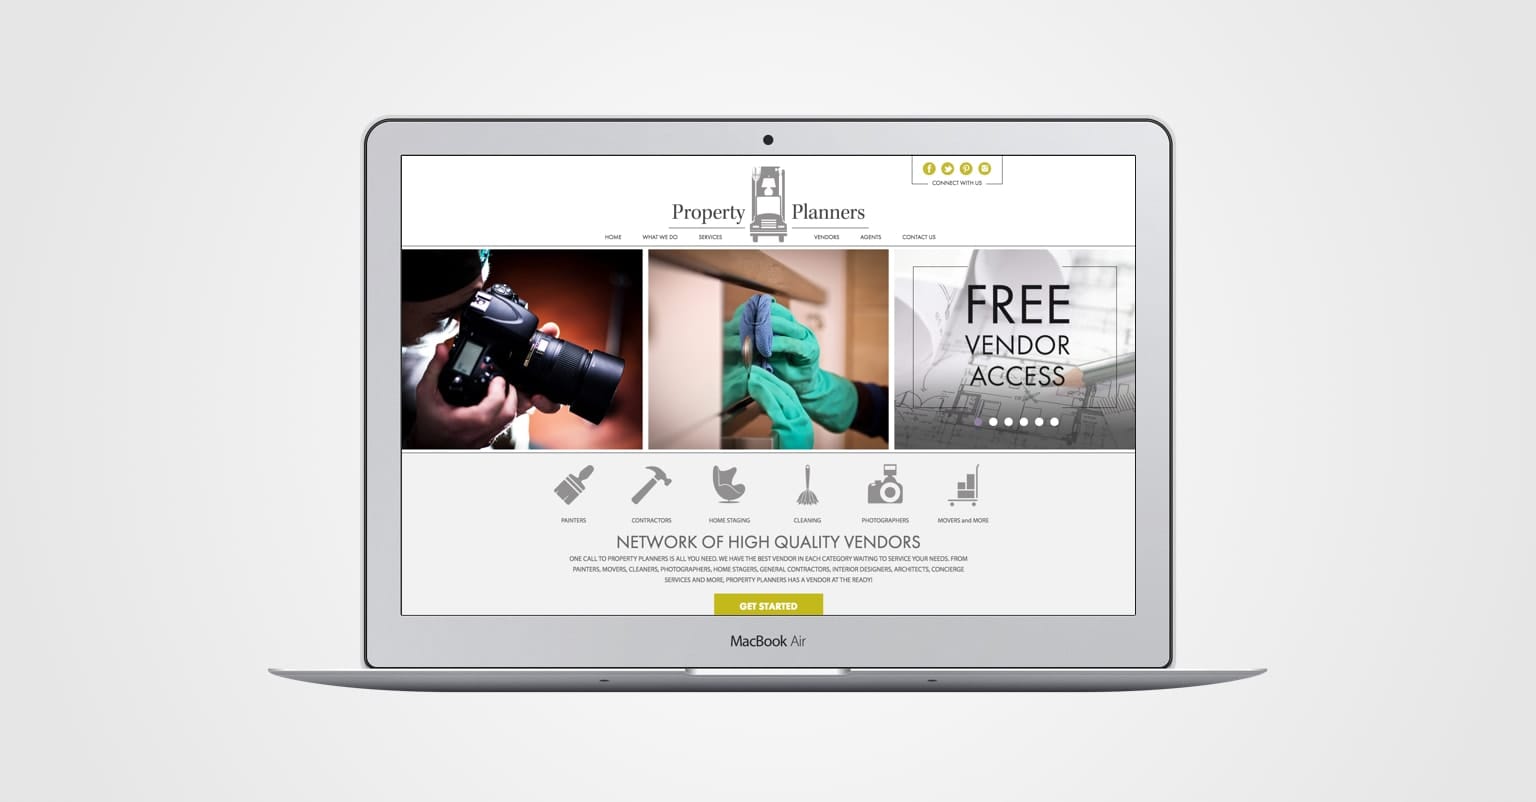 CONNECT WITH US
Property Planners
HOME WHAT WE DO SERVICES VENDORS AGENTS CONTACT US
FREE
VENDOR
ACCESS
PAINTERS CONTRACTORS HOME STAGING CLEANING PHOTOGRAPHERS MOVERS and MORE
NETWORK OF HIGH QUALITY VENDORS
ONE CALL TO PROPERTY PLANNERS IS ALL YOU NEED. WE HAVE THE BEST VENDOR IN EACH CATEGORY WAITING TO SERVICE YOUR NEEDS. FROM
PAINTERS, MOVERS, CLEANERS, PHOTOGRAPHERS, HOME STAGERS, GENERAL CONTRACTORS, INTERIOR DESIGNERS, ARCHITECTS, CONCIERGE
SERVICES AND MORE, PROPERTY PLANNERS HAS A VENDOR AT THE READY!
GET STARTED
MacBook Air